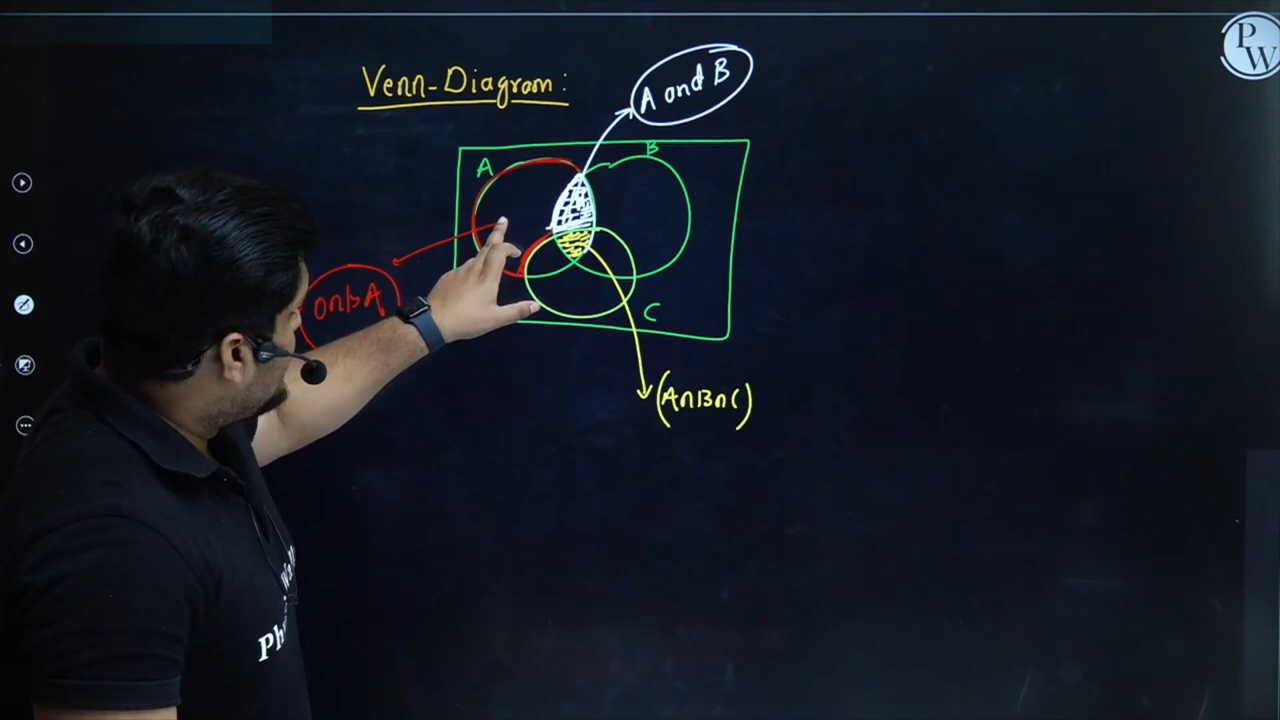 PW
Venn-Diagram:
A and B
A
B
only A
C
(A∩B∩C)